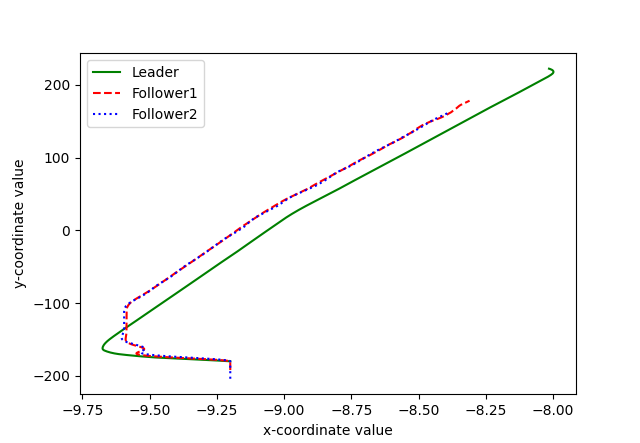 Leader
Follower1
Follower2
200
100
0
−100
−200
y-coordinate value
−9.75 −9.50 −9.25 −9.00 −8.75 −8.50 −8.25 −8.00
x-coordinate value